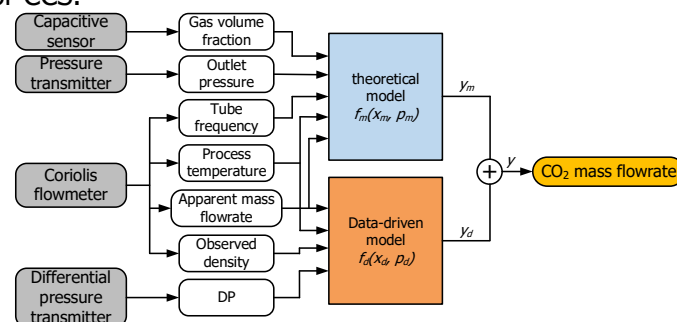 of CCS.
Capacitive
sensor
Gas volume
fraction
Pressure
transmitter
Outlet
pressure
Coriolis
flowmeter
Tube
frequency
Process
temperature
Apparent mass
flowrate
Observed
density
Differential
pressure
transmitter
DP
theoretical
model
fm(xm, pm)
Data-driven
model
fd(xd, pd)
ym
yd
+
y
CO2 mass flowrate